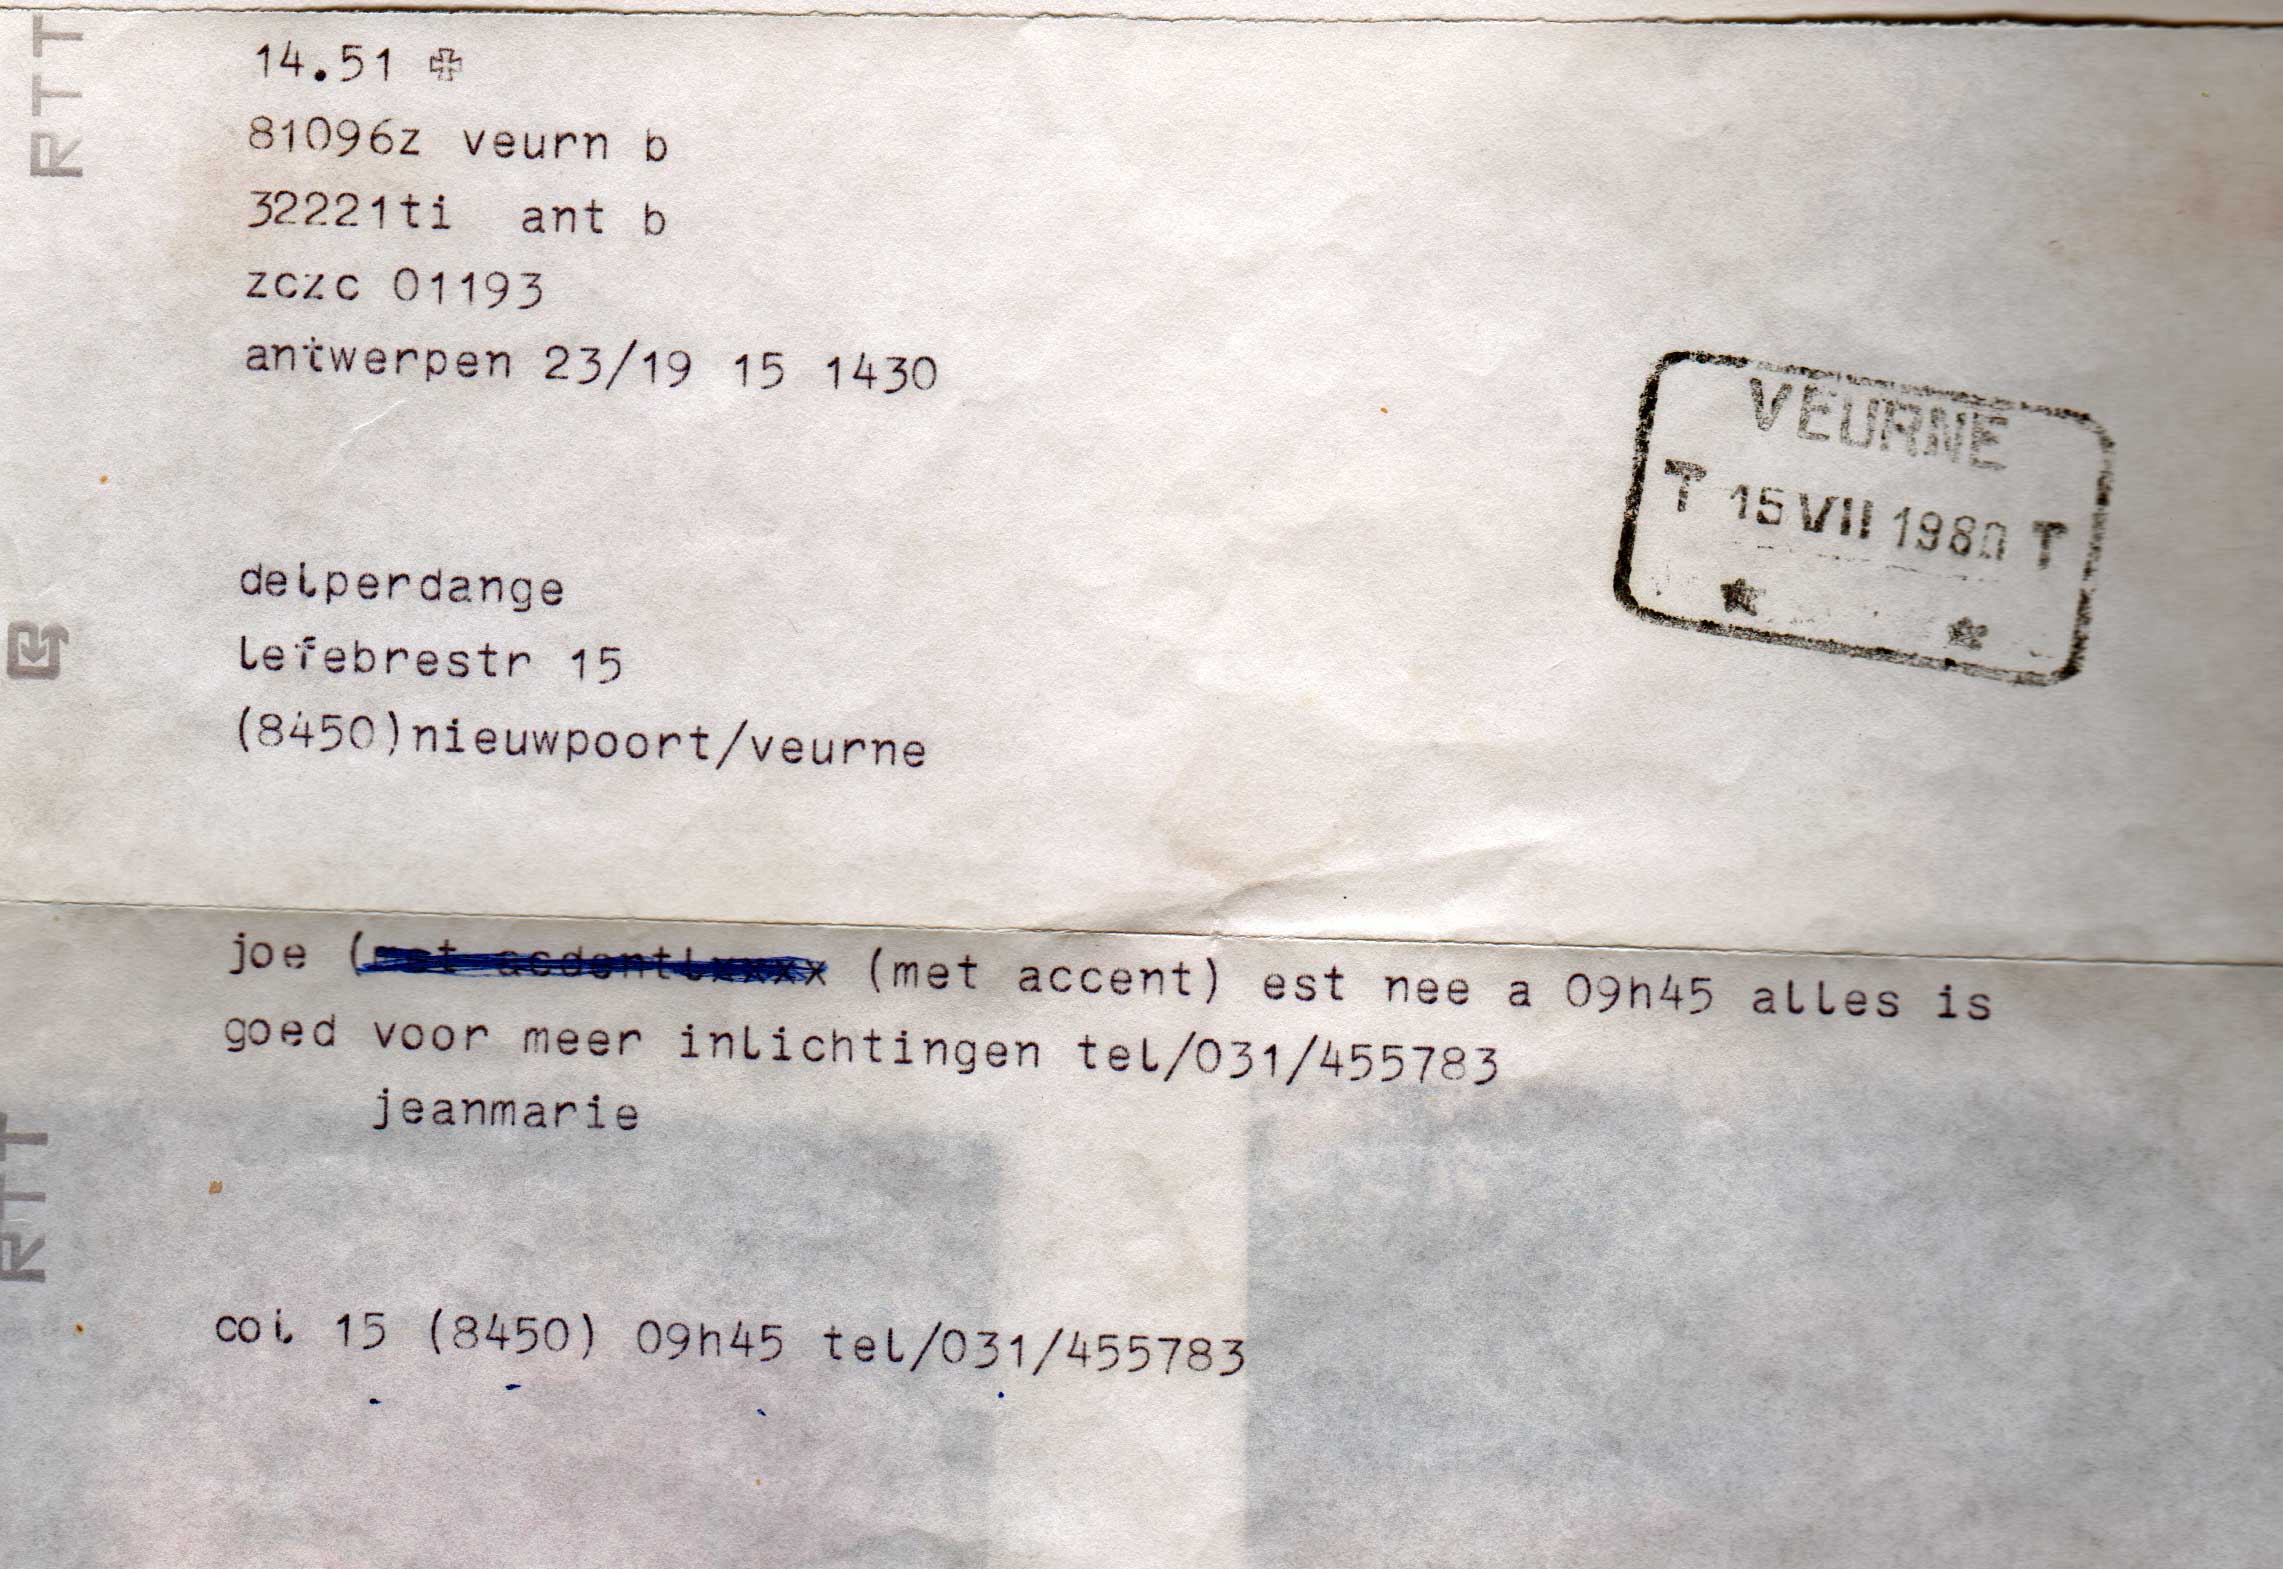 RTT
14.51 ✠
81096z veurn b
32221ti ant b
zczc 01193
antwerpen 23/19 15 1430
VEURNE
T 15 VII 1980 T
delperdange
lefebrestr 15
(8450)nieuwpoort/veurne
joe (met acdentlxxxx (met accent) est nee a 09h45 alles is
goed voor meer inlichtingen tel/031/455783
jeanmarie
RTT
col 15 (8450) 09h45 tel/031/455783